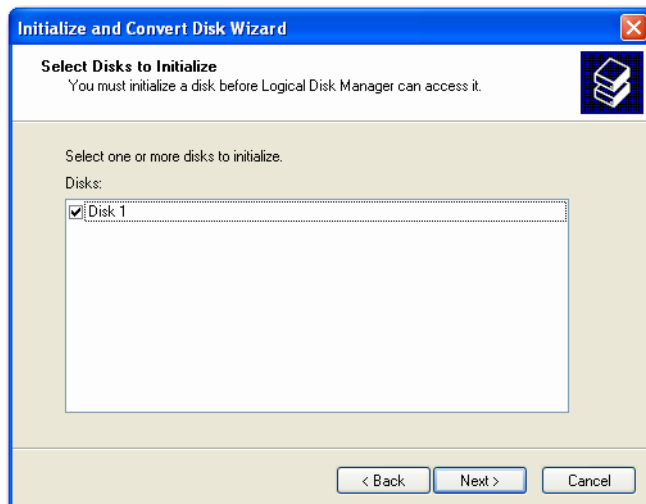 Initialize and Convert Disk Wizard
Select Disks to Initialize
You must initialize a disk before Logical Disk Manager can access it.
Select one or more disks to initialize.
Disks:
Disk 1
< Back Next > Cancel